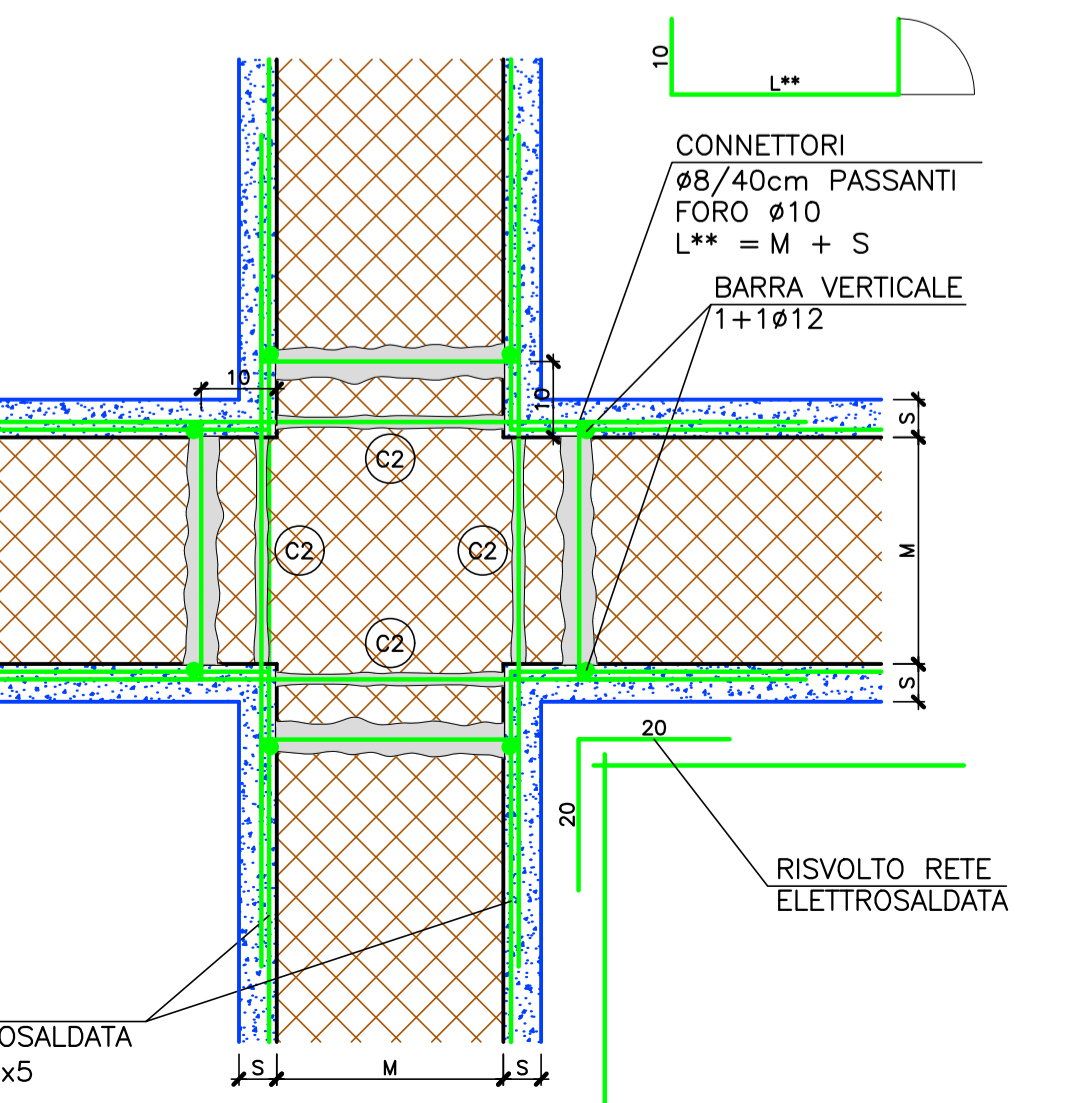 10
L**
CONNETTORI
ø8/40cm PASSANTI
FORO ø10
L** = M + S
BARRA VERTICALE
1+1ø12
10
10
S
C2
C2
C2
M
C2
S
20
20
RISVOLTO RETE
ELETTROSALDATA
OSALDATA
x5
S
M
S